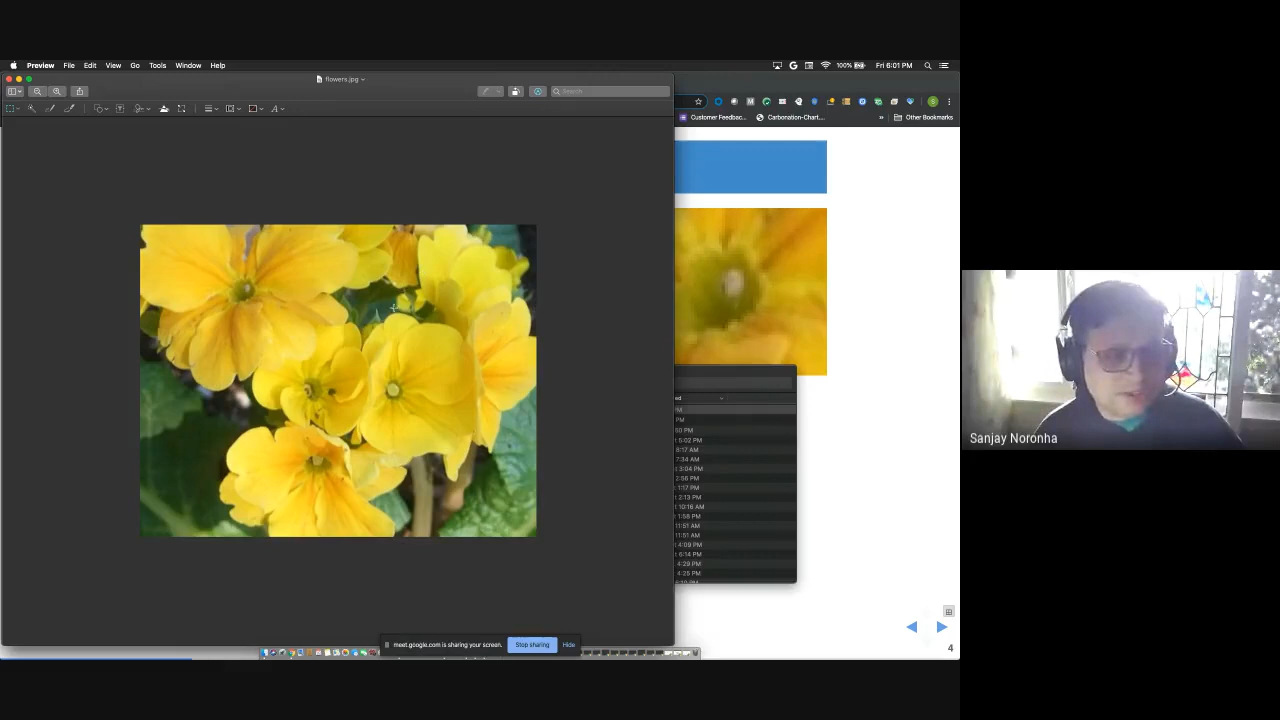 Preview File Edit View Go Tools Window Help
100% Fri 6:01 PM
flowers.jpg
Search
Customer Feedbac... Carbonation-Chart.... » Other Bookmarks
S
ed
PM
PM
5:02 PM
8:17 AM
7:34 AM
t 3:04 PM
2:56 PM
1:17 PM
t 2:13 PM
t 10:16 AM
1:58 PM
11:51 AM
11:51 AM
t 4:09 PM
t 6:14 PM
4:29 PM
4:25 PM
Sanjay Noronha
meet.google.com is sharing your screen. Stop sharing Hide
4